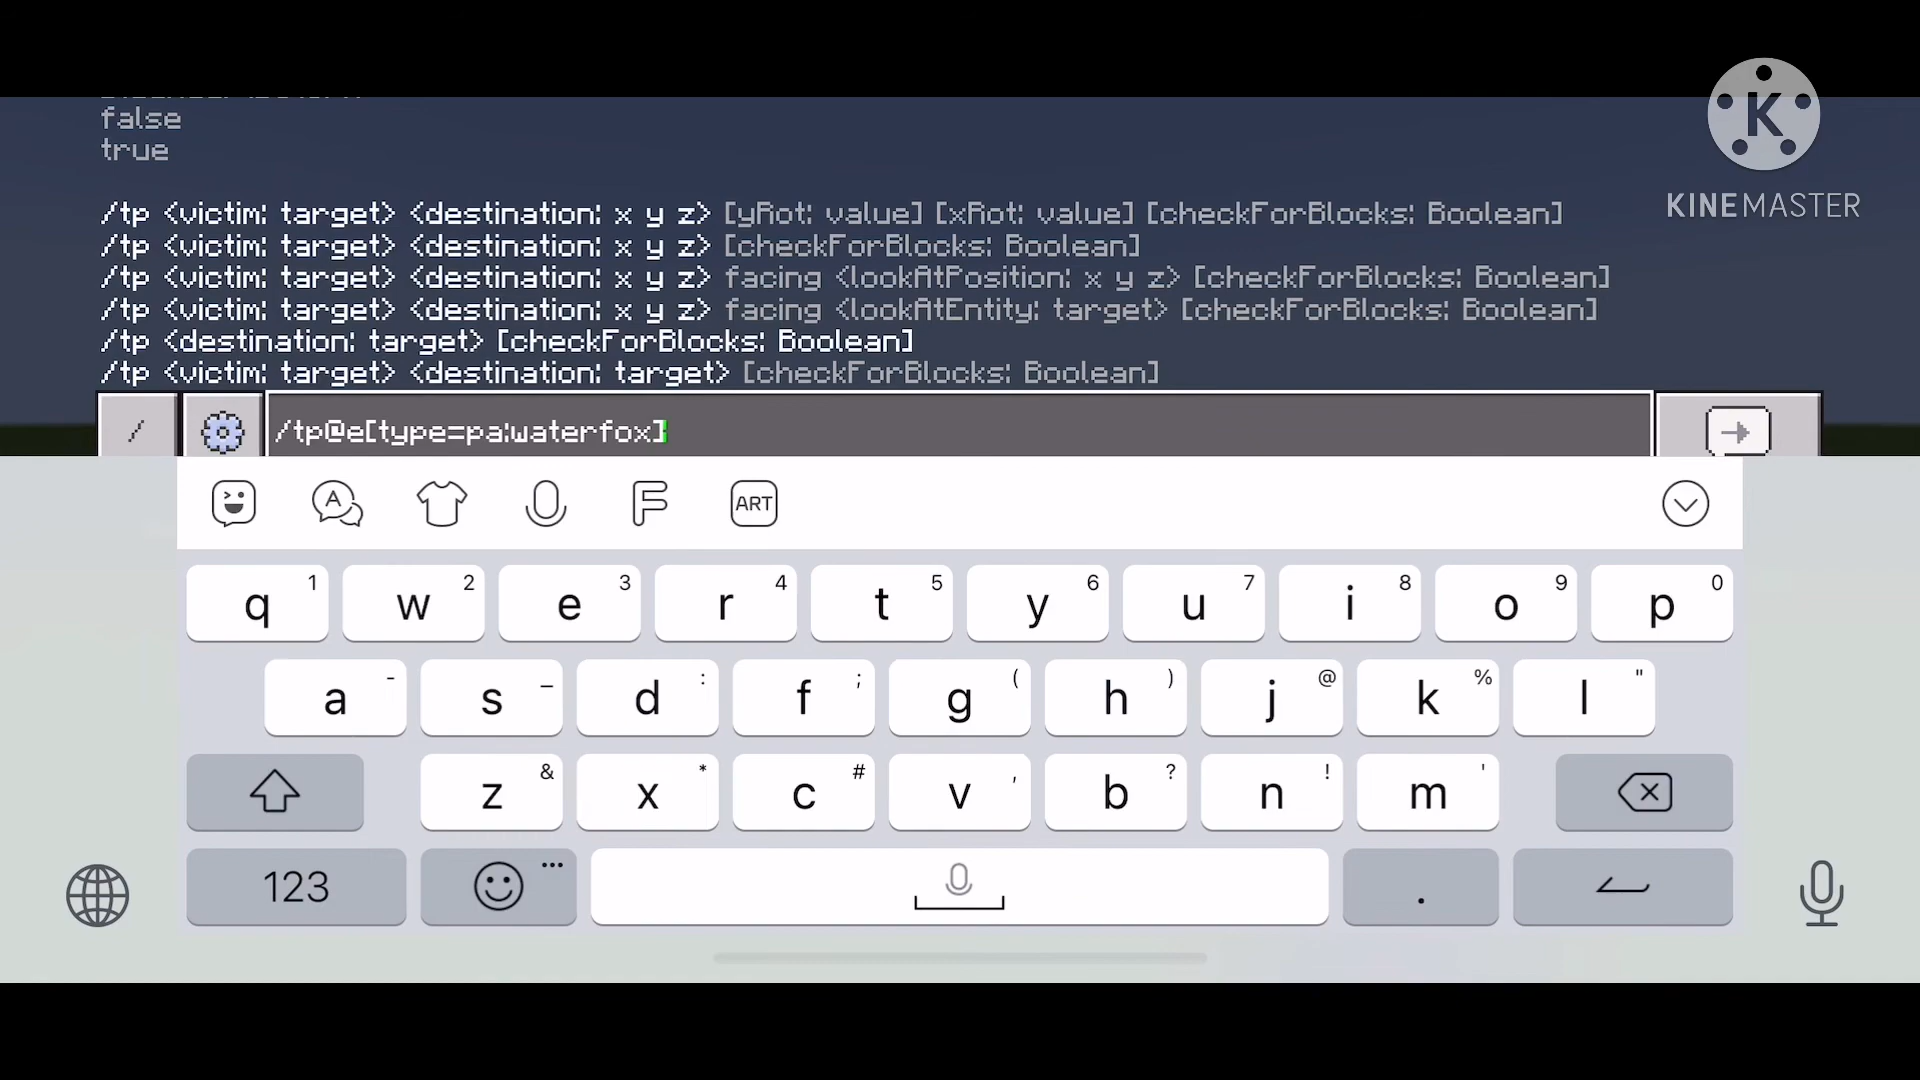 false
true
/tp <victim: target> <destination: x y z> [yRot: value] [xRot: value] [checkForBlocks: Boolean]
/tp <victim: target> <destination: x y z> [checkForBlocks: Boolean]
/tp <victim: target> <destination: x y z> facing <lookAtPosition: x y z> [checkForBlocks: Boolean]
/tp <victim: target> <destination: x y z> facing <lookAtEntity: target> [checkForBlocks: Boolean]
/tp <destination: target> [checkForBlocks: Boolean]
/tp <victim: target> <destination: target> [checkForBlocks: Boolean]
K
KINEMASTER
/
/tp@e[type=pa:waterfox]
A
F
ART
q 1 w 2 e 3 r 4 t 5 y 6 u 7 i 8 o 9 p 0
a - s _ d : f ; g ( h ) j @ k % l "
z & x * c # v , b ? n ! m '
123 ... .